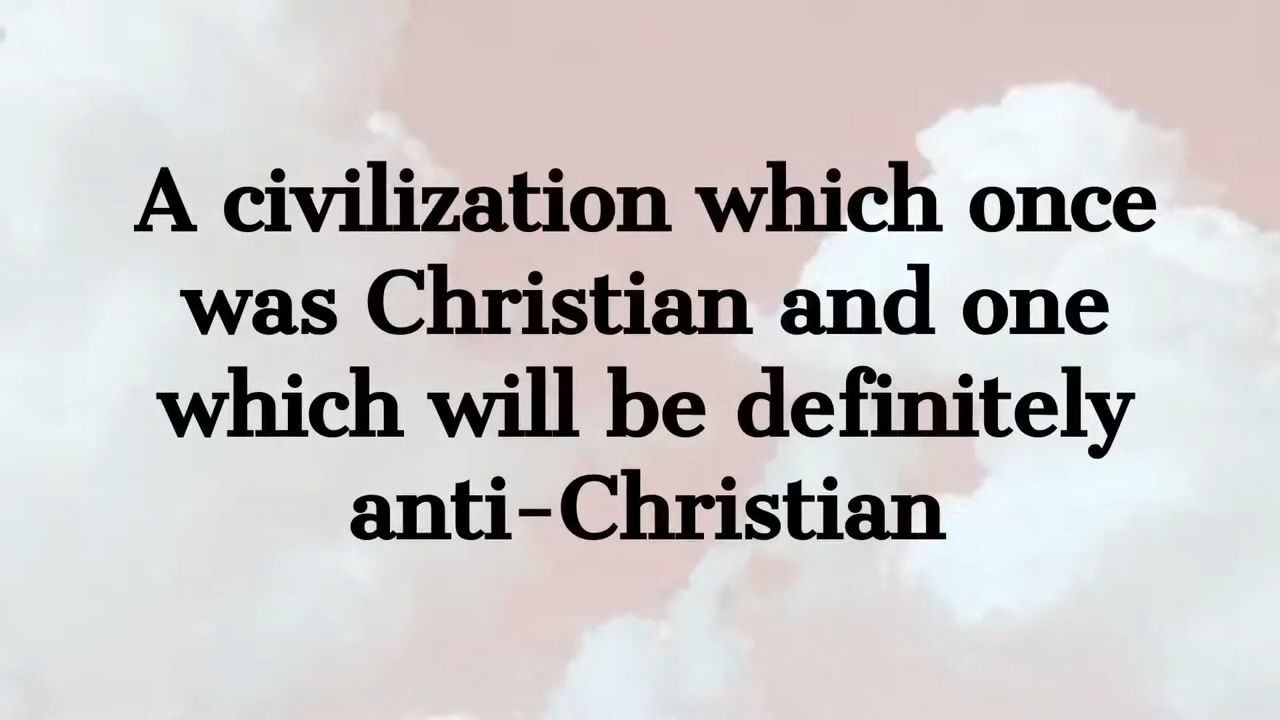 A civilization which once
was Christian and one
which will be definitely
anti-Christian